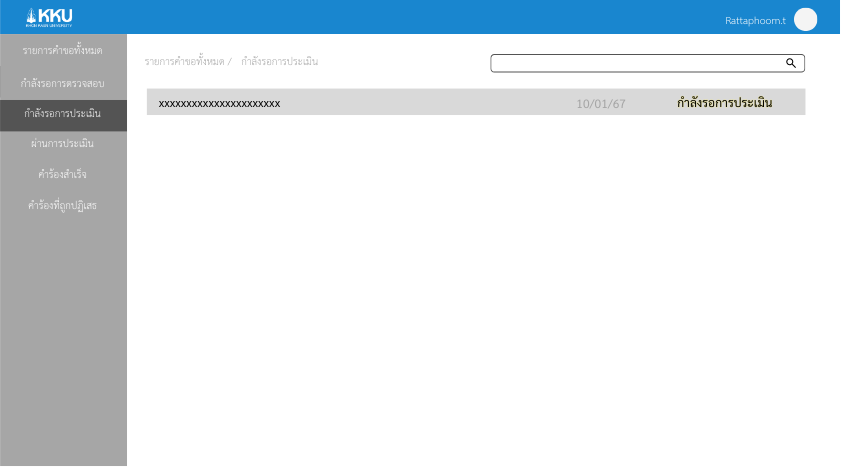 KKU
KHON KAEN UNIVERSITY
Rattaphoom.t
รายการคำขอทั้งหมด
กำลังรอการตรวจสอบ
กำลังรอการประเมิน
ผ่านการประเมิน
คำร้องสำเร็จ
คำร้องที่ถูกปฏิเสธ
รายการคำขอทั้งหมด / กำลังรอการประเมิน
xxxxxxxxxxxxxxxxxxxxxx 10/01/67 กำลังรอการประเมิน